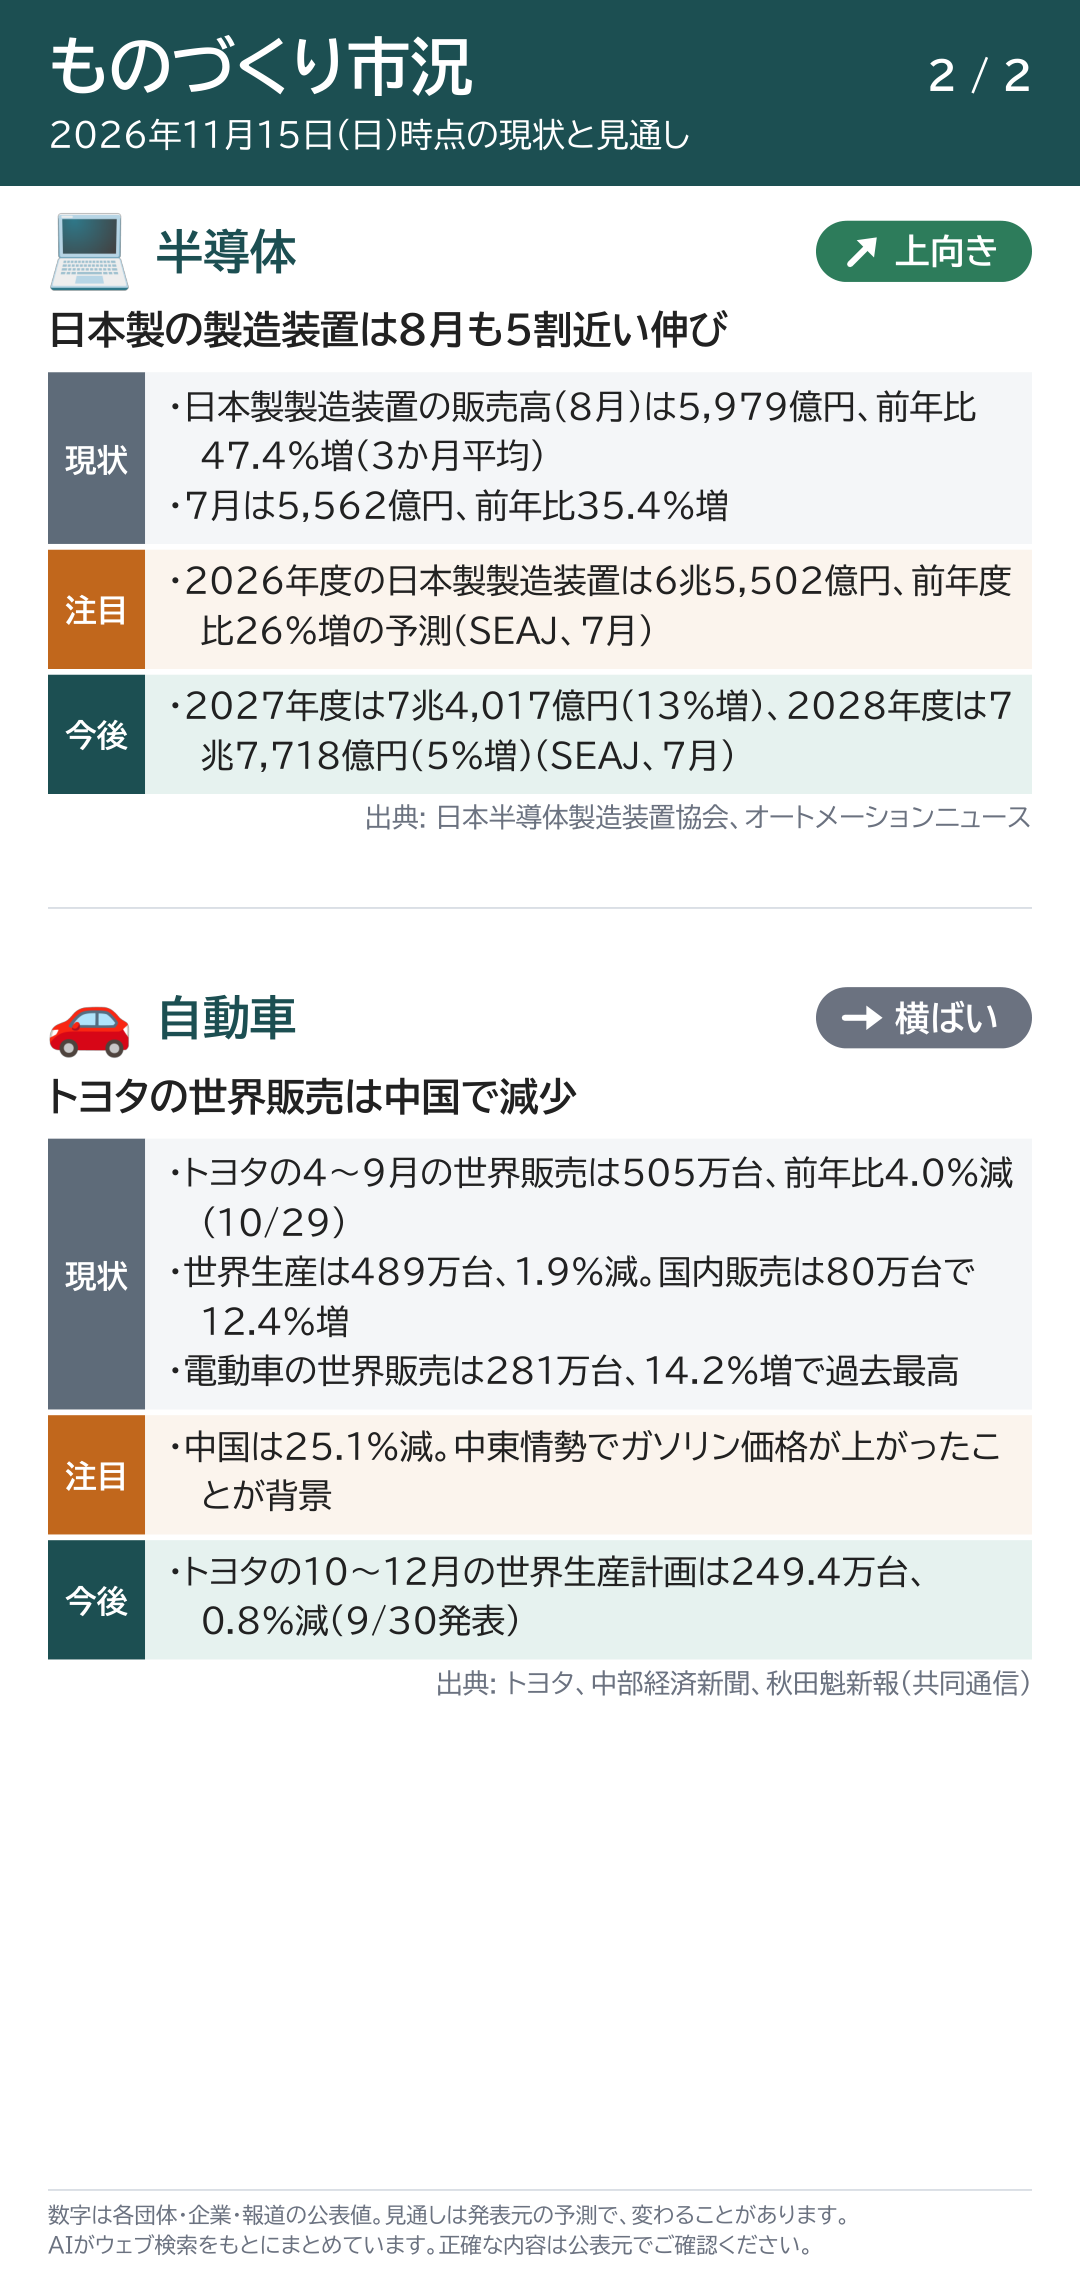 ものづくり市況
2 / 2
2026年11月15日(日)時点の現状と見通し
半導体
上向き
日本製の製造装置は8月も5割近い伸び
現状
・日本製製造装置の販売高(8月)は5,979億円、前年比
47.4%増(3か月平均)
・7月は5,562億円、前年比35.4%増
注目
・2026年度の日本製製造装置は6兆5,502億円、前年度
比26%増の予測(SEAJ、7月)
今後
・2027年度は7兆4,017億円(13%増)、2028年度は7
兆7,718億円(5%増)(SEAJ、7月)
出典: 日本半導体製造装置協会、オートメーションニュース
自動車
横ばい
トヨタの世界販売は中国で減少
現状
・トヨタの4〜9月の世界販売は505万台、前年比4.0%減
(10/29)
・世界生産は489万台、1.9%減。国内販売は80万台で
12.4%増
・電動車の世界販売は281万台、14.2%増で過去最高
注目
・中国は25.1%減。中東情勢でガソリン価格が上がったこ
とが背景
今後
・トヨタの10〜12月の世界生産計画は249.4万台、
0.8%減(9/30発表)
出典: トヨタ、中部経済新聞、秋田魁新報(共同通信)
数字は各団体・企業・報道の公表値。見通しは発表元の予測で、変わることがあります。
AIがウェブ検索をもとにまとめています。正確な内容は公表元でご確認ください。